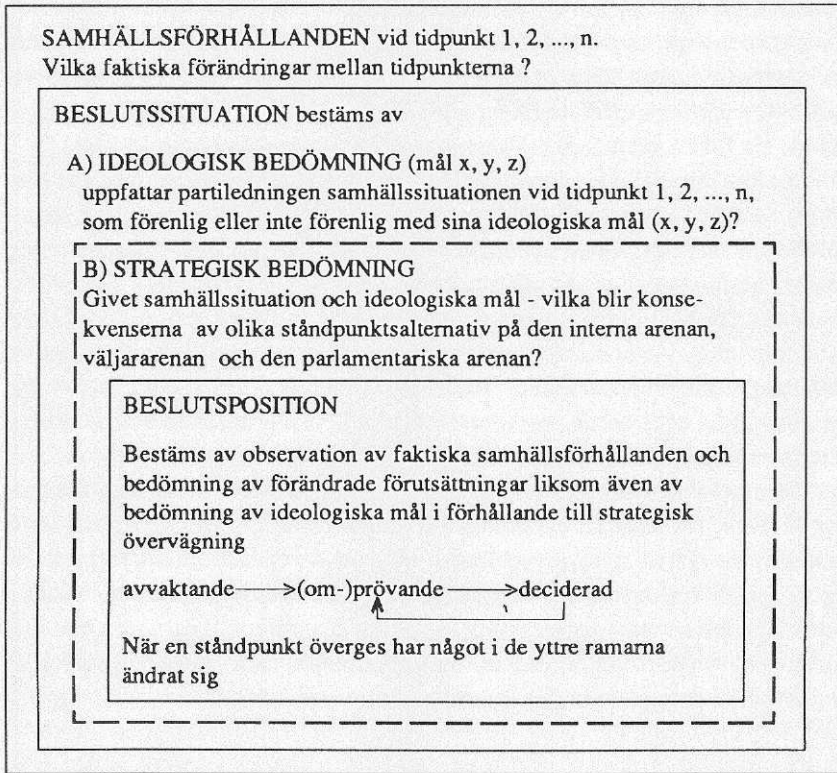 SAMHÄLLSFÖRHÅLLANDEN vid tidpunkt 1, 2, ..., n.
Vilka faktiska förändringar mellan tidpunkterna ?
BESLUTSSITUATION bestäms av
A) IDEOLOGISK BEDÖMNING (mål x, y, z)
uppfattar partiledningen samhällssituationen vid tidpunkt 1, 2, ..., n,
som förenlig eller inte förenlig med sina ideologiska mål (x, y, z)?
B) STRATEGISK BEDÖMNING
Givet samhällssituation och ideologiska mål - vilka blir konse-
kvenserna av olika ståndpunktsalternativ på den interna arenan,
väljararenan och den parlamentariska arenan?
BESLUTSPOSITION
Bestäms av observation av faktiska samhällsförhållanden och
bedömning av förändrade förutsättningar liksom även av
bedömning av ideologiska mål i förhållande till strategisk
övervägning
avvaktande ——>(om-)prövande ——>deciderad
När en ståndpunkt överges har något i de yttre ramarna
ändrat sig